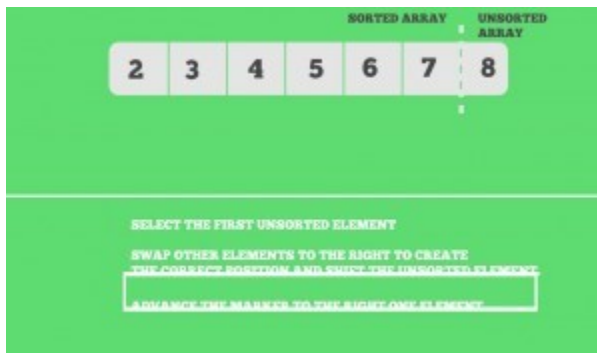 SORTED ARRAY
UNSORTED
ARRAY
2 3 4 5 6 7 8
SELECT THE FIRST UNSORTED ELEMENT
SWAP OTHER ELEMENTS TO THE RIGHT TO CREATE
THE CORRECT POSITION AND SHIFT THE UNSORTED ELEMENT
ADVANCE THE MARKER TO THE RIGHT ONE ELEMENT